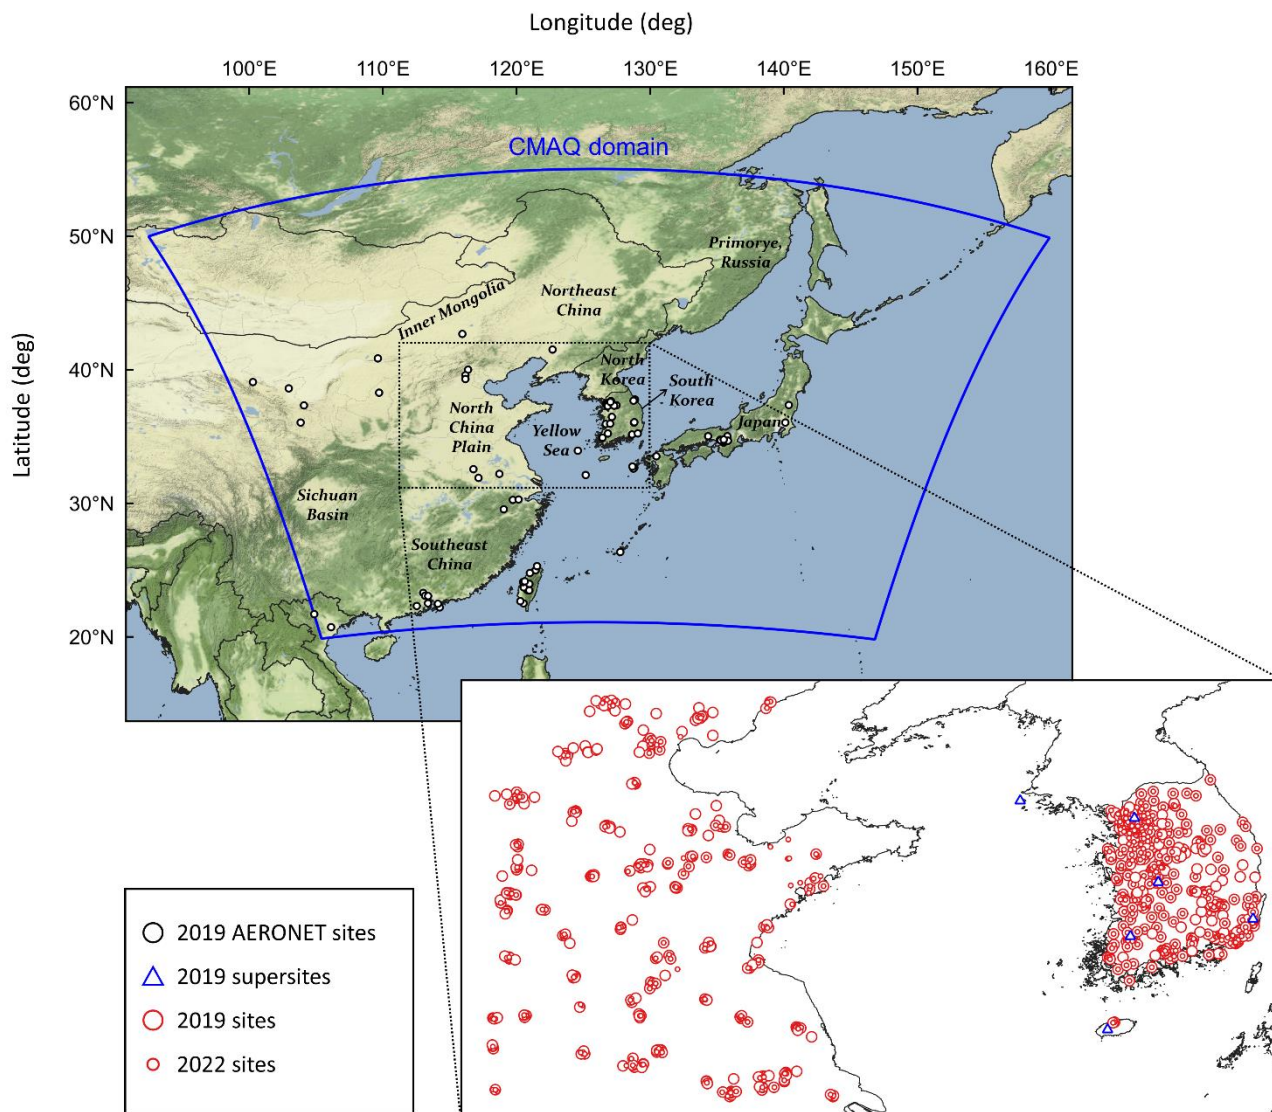 Longitude (deg)
100°E 110°E 120°E 130°E 140°E 150°E 160°E
60°N
50°N
40°N
30°N
20°N
Latitude (deg)
CMAQ domain
Primorye,
Russia
Inner Mongolia
Northeast
China
North
Korea
South
Korea
North
China
Plain
Yellow
Sea
Japan
Sichuan
Basin
Southeast
China
2019 AERONET sites
2019 supersites
2019 sites
2022 sites